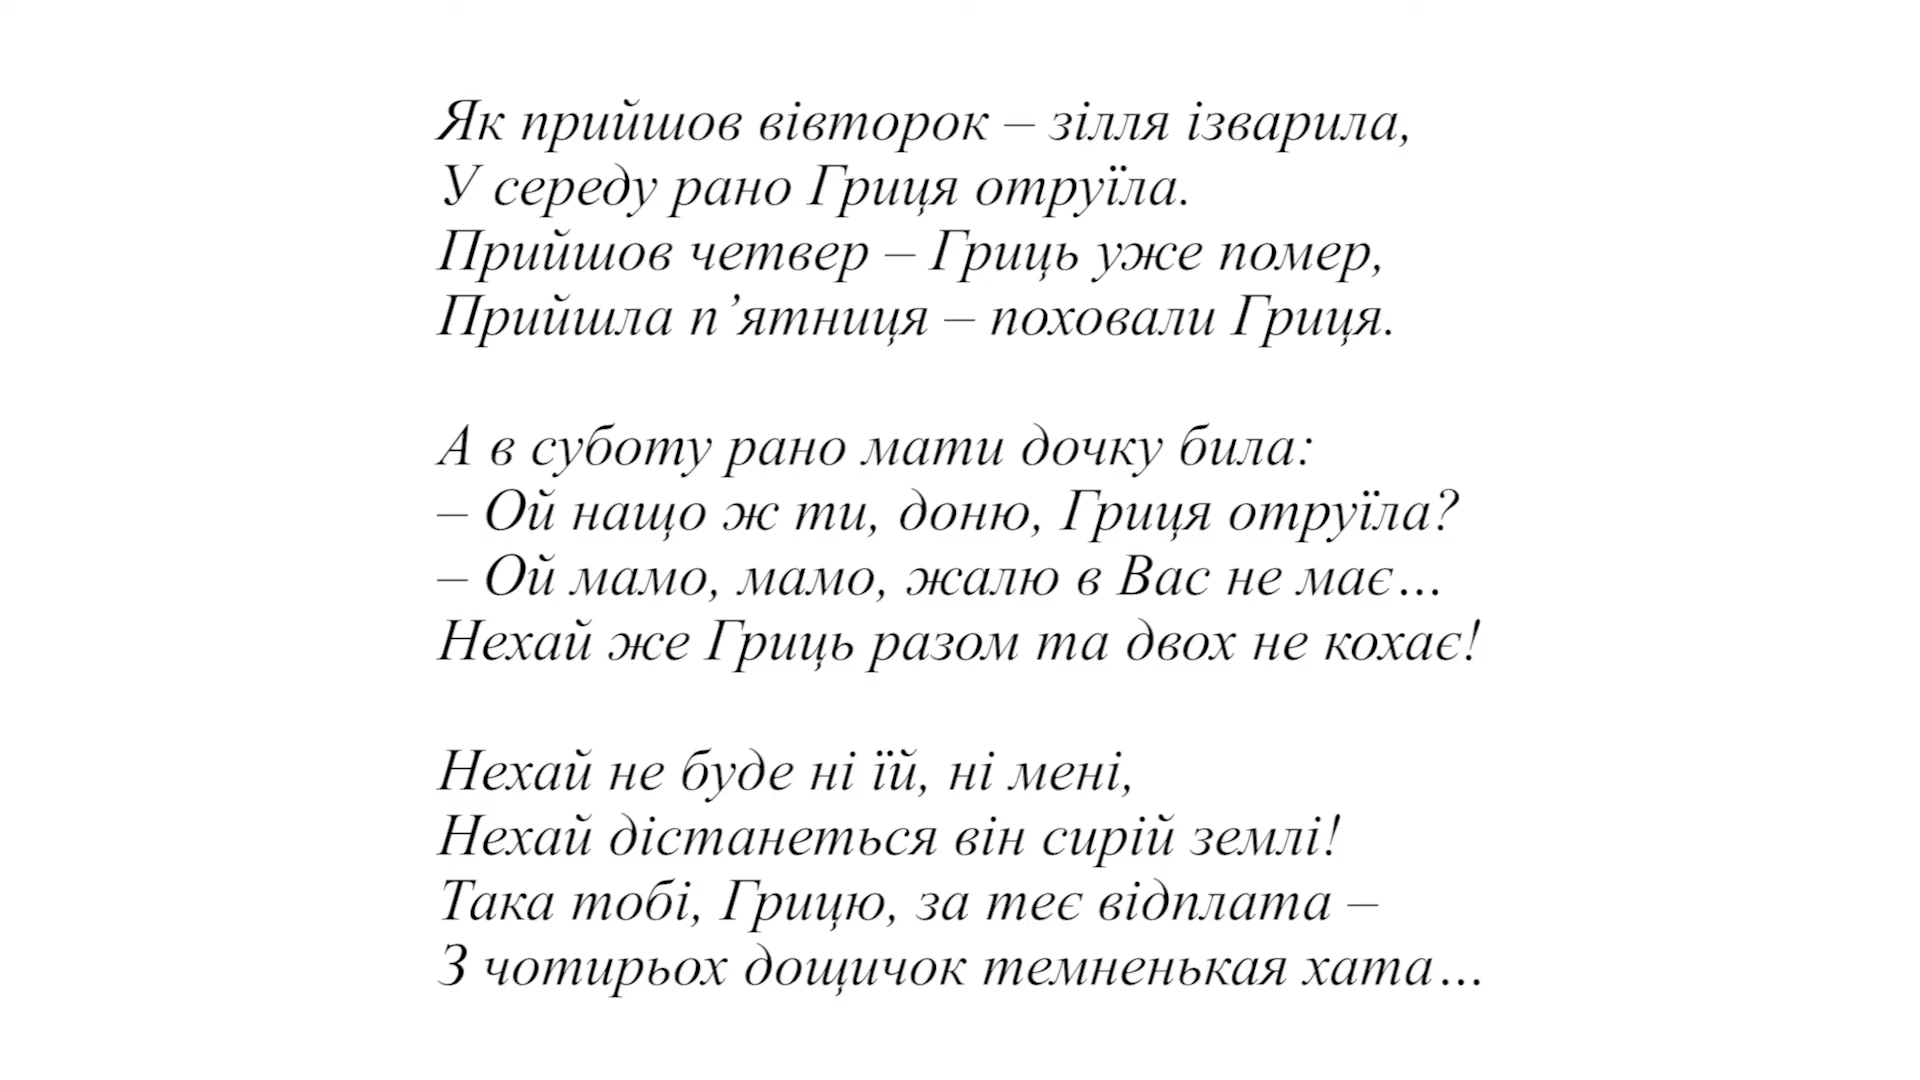 Як прийшов вівторок – зілля ізварила,
У середу рано Гриця отруїла.
Прийшов четвер – Гриць уже помер,
Прийшла п’ятниця – поховали Гриця.

А в суботу рано мати дочку била:
– Ой нащо ж ти, доню, Гриця отруїла?
– Ой мамо, мамо, жалю в Вас не має…
Нехай же Гриць разом та двох не кохає!

Нехай не буде ні їй, ні мені,
Нехай дістанеться він сирій землі!
Така тобі, Грицю, за теє відплата –
З чотирьох дощичок темненькая хата…